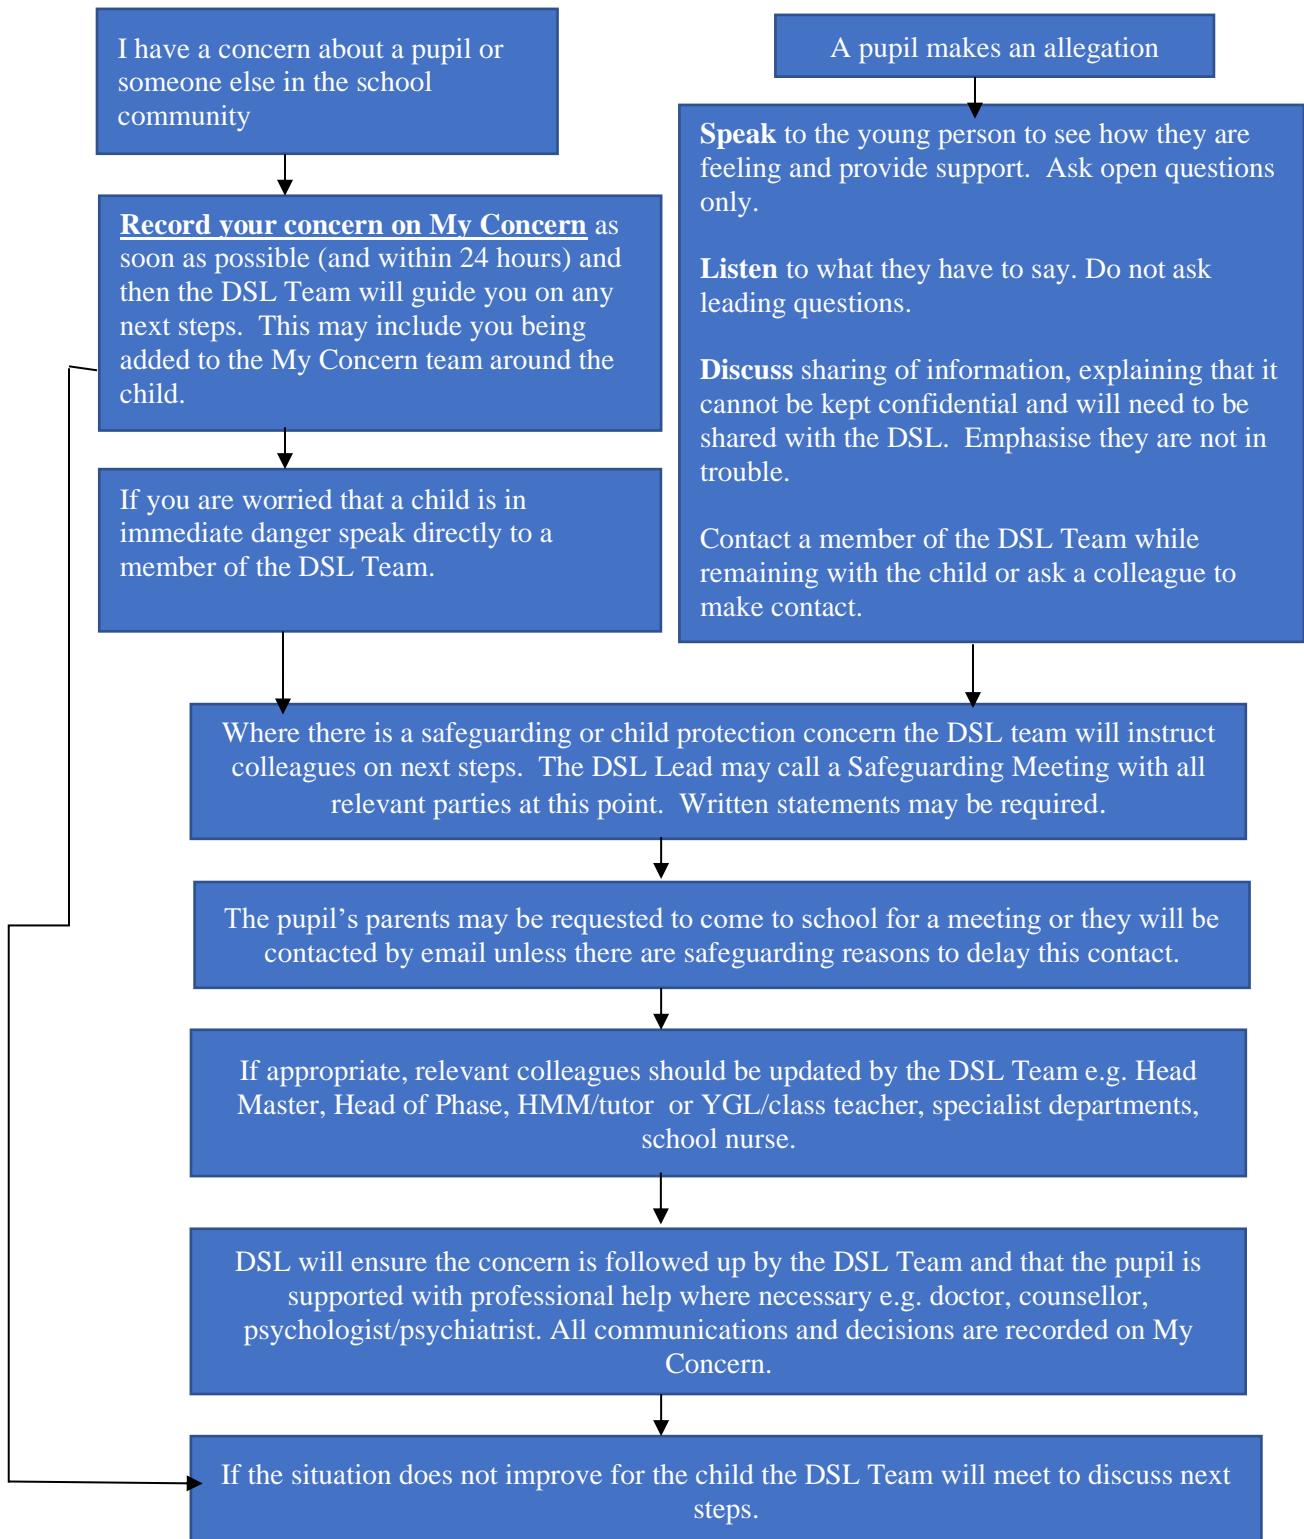 I have a concern about a pupil or
someone else in the school
community
A pupil makes an allegation
Record your concern on My Concern as
soon as possible (and within 24 hours) and
then the DSL Team will guide you on any
next steps.  This may include you being
added to the My Concern team around the
child.
If you are worried that a child is in
immediate danger speak directly to a
member of the DSL Team.
Speak to the young person to see how they are
feeling and provide support.  Ask open questions
only.
Listen to what they have to say. Do not ask
leading questions.
Discuss sharing of information, explaining that it
cannot be kept confidential and will need to be
shared with the DSL.  Emphasise they are not in
trouble.
Contact a member of the DSL Team while
remaining with the child or ask a colleague to
make contact.
Where there is a safeguarding or child protection concern the DSL team will instruct
colleagues on next steps.  The DSL Lead may call a Safeguarding Meeting with all
relevant parties at this point.  Written statements may be required.
The pupil’s parents may be requested to come to school for a meeting or they will be
contacted by email unless there are safeguarding reasons to delay this contact.
If appropriate, relevant colleagues should be updated by the DSL Team e.g. Head
Master, Head of Phase, HMM/tutor  or YGL/class teacher, specialist departments,
school nurse.
DSL will ensure the concern is followed up by the DSL Team and that the pupil is
supported with professional help where necessary e.g. doctor, counsellor,
psychologist/psychiatrist. All communications and decisions are recorded on My
Concern.
If the situation does not improve for the child the DSL Team will meet to discuss next
steps.